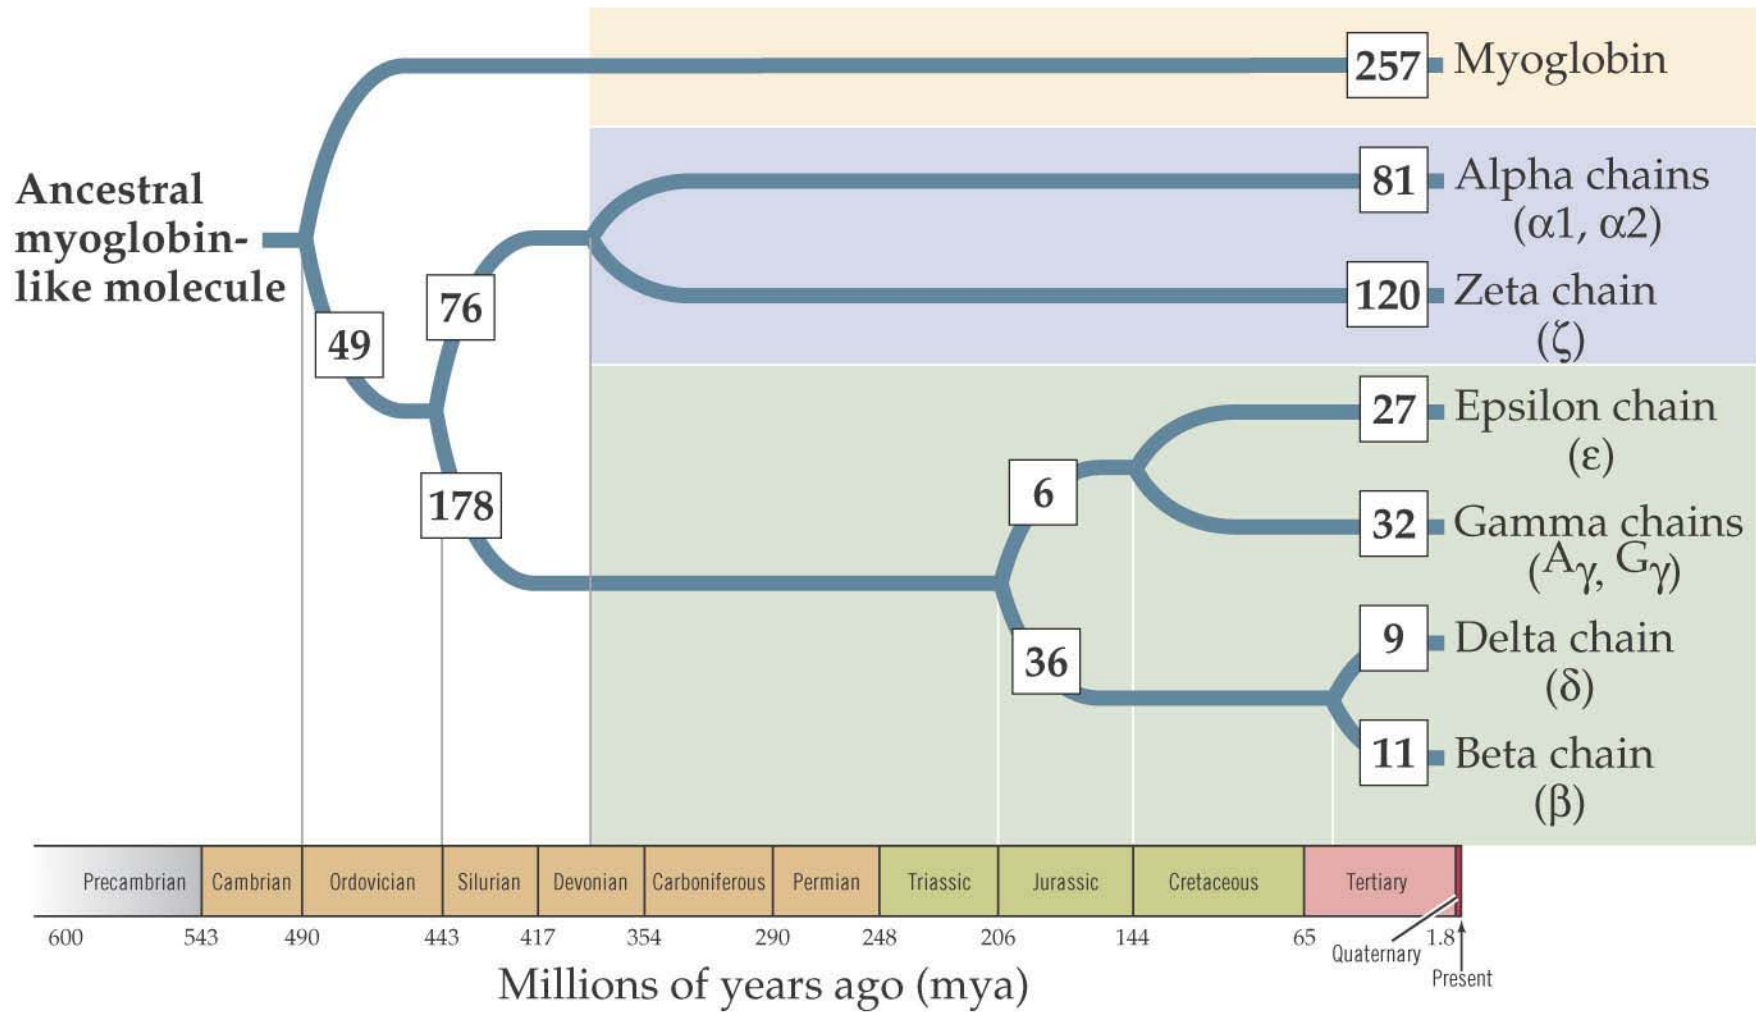 257 Myoglobin
Ancestral
myoglobin-
like molecule
81 Alpha chains
(α1, α2)
76
120 Zeta chain
(ζ)
49
27 Epsilon chain
(ε)
178
6
32 Gamma chains
(Aγ, Gγ)
36
9 Delta chain
(δ)
11 Beta chain
(β)
Precambrian Cambrian Ordovician Silurian Devonian Carboniferous Permian Triassic Jurassic Cretaceous Tertiary
600 543 490 443 417 354 290 248 206 144 65 1.8
Quaternary
Present
Millions of years ago (mya)